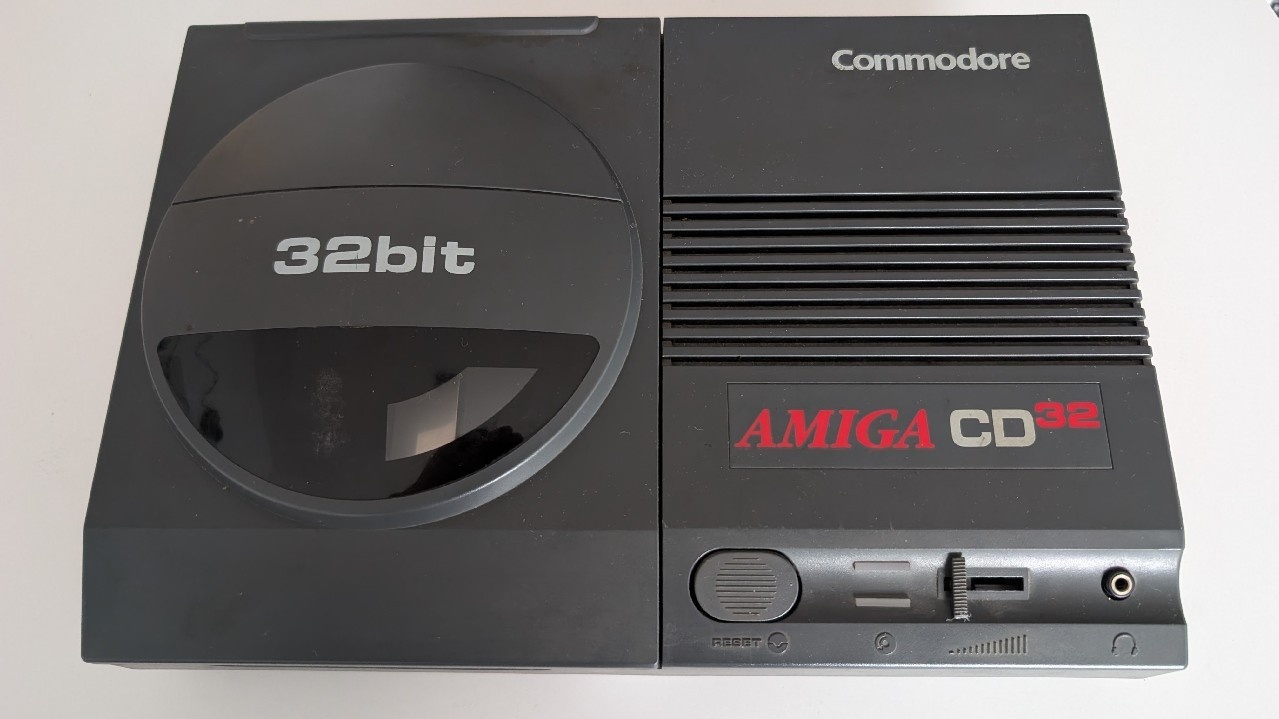 Commodore
32bit
AMIGA CD32
RESET